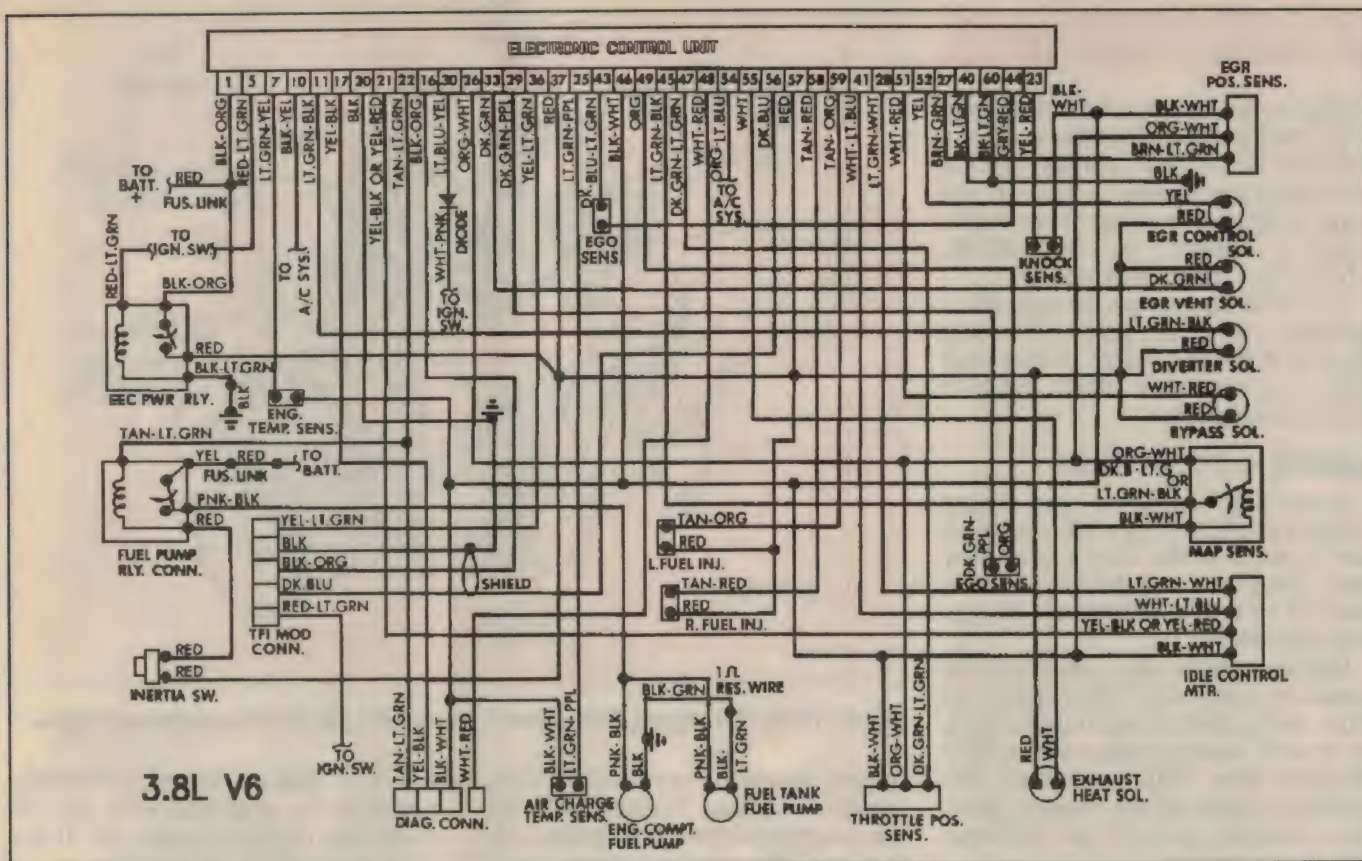 ELECTRONIC CONTROL UNIT
1 5 7 10 11 17 30 21 22 16 30 26 33 29 36 37 25 43 46 49 45 47 48 54 55 56 57 58 59 41 28 51 52 27 40 60 44 23
BLK-ORG
RED-LT GRN
LT.GRN-YEL
BLK-YEL
LT.GRN-BLK
YEL-BLK
BLK
YEL-BLK OR YEL-RED
TAN-LT.GRN
BLK-ORG
LT.BLU-YEL
ORG-WHT
DK.GRN
DK.GRN-PPL
YEL-LT.GRN
RED
LT.GRN-PPL
DK.BLU-LT.GRN
BLK-WHT
ORG
LT.GRN-BLK
DK.GRN-LT.GRN
WHT-RED
ORG-LT.BLU
WHT
DK.BLU
RED
TAN-RED
TAN-ORG
WHT-LT.BLU
LT.GRN-WHT
WHT-RED
YEL
BRN-GRN
BK-LTGN
BK-LTGN
GRY-RED
YEL-RED
BLK-WHT
EGR
POS. SENS.
BLK-WHT
ORG-WHT
BRN-LT.GRN
BLK
YEL
RED
EGR CONTROL
SOL.
RED
DK.GRN
EGR VENT SOL.
LT.GRN-BLK
RED
DIVERTER SOL.
WHT-RED
RED
BYPASS SOL.
KNOCK
SENS.
TO
BATT.
+
RED
FUS. LINK
TO
IGN. SW.
RED-LT.GRN
BLK-ORG
TO
A/C SYS.
WHT-PNK
DIODE
TO
IGN.
SW.
EGO
SENS.
TO
A/C
SYS.
RED
BLK-LT.GRN
BLK
EEC PWR RLY.
ENG.
TEMP. SENS.
TAN-LT.GRN
YEL RED
FUS. LINK
TO
BATT.
PNK-BLK
RED
FUEL PUMP
RLY. CONN.
YEL-LT.GRN
BLK
BLK-ORG
DK.BLU
RED-LT.GRN
TFI MOD
CONN.
SHIELD
TAN-ORG
RED
L.FUEL INJ.
TAN-RED
RED
R.FUEL INJ.
DK.GRN-PPL
ORG
EGO SENS.
ORG-WHT
DK.B-LT.G
OR
LT.GRN-BLK
BLK-WHT
MAP SENS.
LT.GRN-WHT
WHT-LT.BLU
YEL-BLK OR YEL-RED
BLK-WHT
IDLE CONTROL
MTR.
RED
RED
INERTIA SW.
TO
IGN. SW.
3.8L V6
TAN-LT.GRN
YEL-BLK
BLK-WHT
WHT-RED
DIAG. CONN.
BLK-WHT
LT.GRN-PPL
AIR CHARGE
TEMP. SENS.
PNK-BLK
BLK
ENG. COMPT.
FUEL PUMP
BLK-GRN
RES. WIRE
PNK-BLK
BLK
LT.GRN
FUEL TANK
FUEL PUMP
BLK-WHT
ORG-WHT
DK.GRN-LT.GRN
THROTTLE POS.
SENS.
RED
WHT
EXHAUST
HEAT SOL.